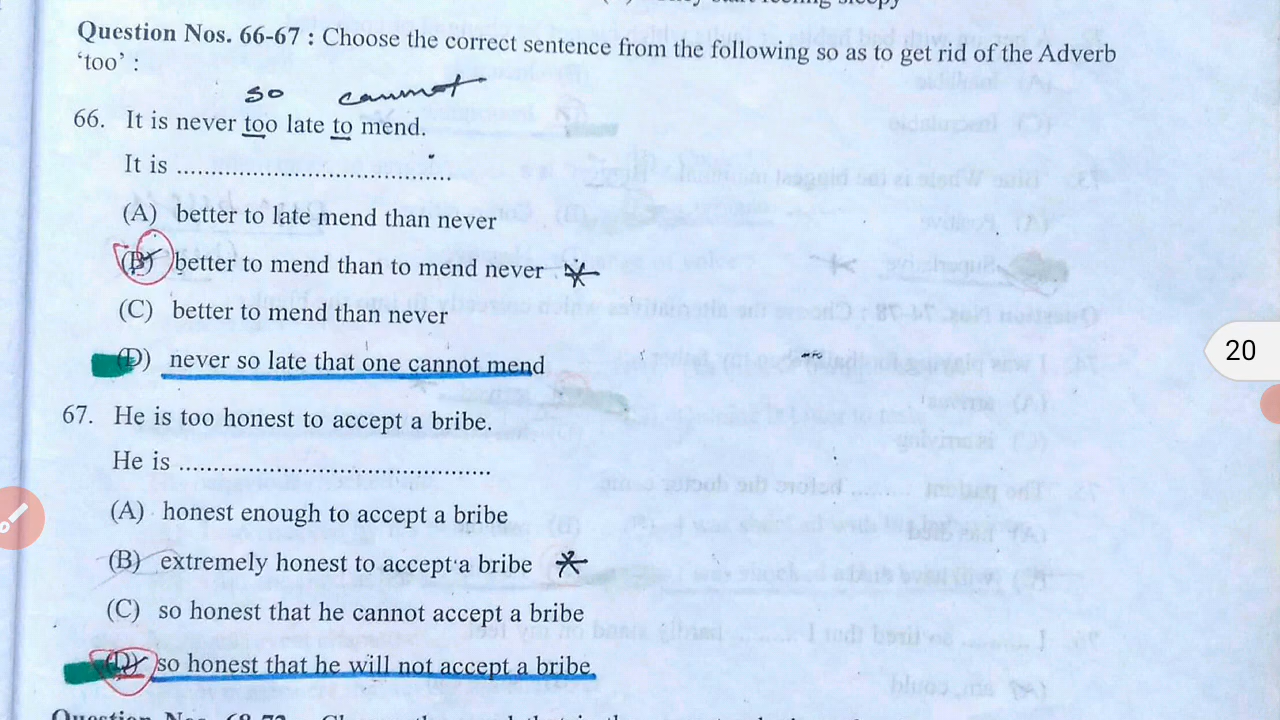 Question Nos. 66-67 : Choose the correct sentence from the following so as to get rid of the Adverb
'too' :
so cannot
66. It is never too late to mend.
It is ........................................
(A) better to late mend than never
(B) better to mend than to mend never
(C) better to mend than never
(D) never so late that one cannot mend
20
67. He is too honest to accept a bribe.
He is .............................................
(A) honest enough to accept a bribe
(B) extremely honest to accept a bribe
(C) so honest that he cannot accept a bribe
(D) so honest that he will not accept a bribe